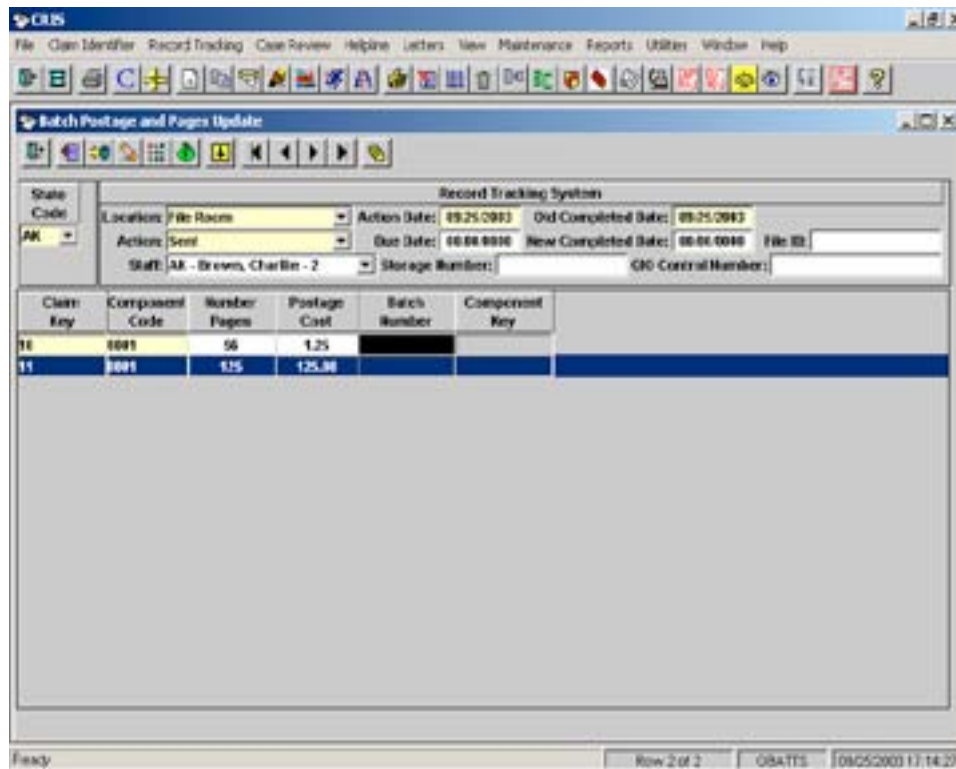 File Claim Identifier Record Tracking Case Review Helpline Letters View Maintenance Reports Utilities Window Help
Batch Postage and Pages Update
Record Tracking System
State Code
AK
Location: File Room
Action Date: 09/25/2003
Old Completed Date: 09/25/2003
Action: Sent
Due Date: 00/00/0000
New Completed Date: 00/00/0000
File ID:
Staff: AK - Brown, Charlie - 2
Storage Number:
QIO Control Number:
Claim Key Component Code Number Pages Postage Cost Batch Number Component Key
10 0001 56 1.25
11 0001 125 125.00
Ready
Row 2 of 2
09/25/2003 17:14:27